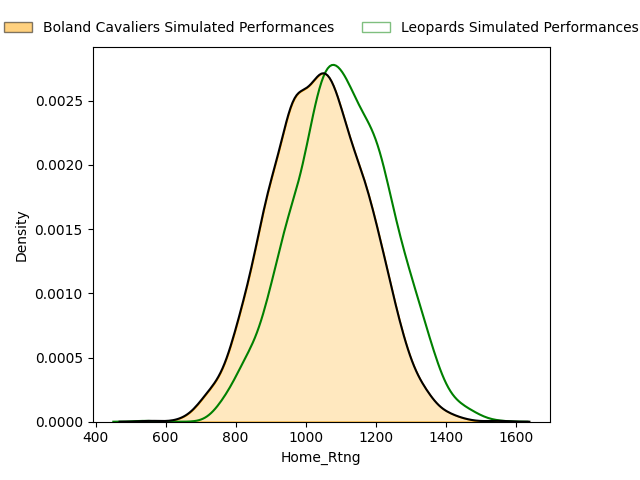 Boland Cavaliers Simulated Performances Leopards Simulated Performances
0.0025
0.0020
0.0015
0.0010
0.0005
0.0000
Density
400 600 800 1000 1200 1400 1600
Home_Rtng